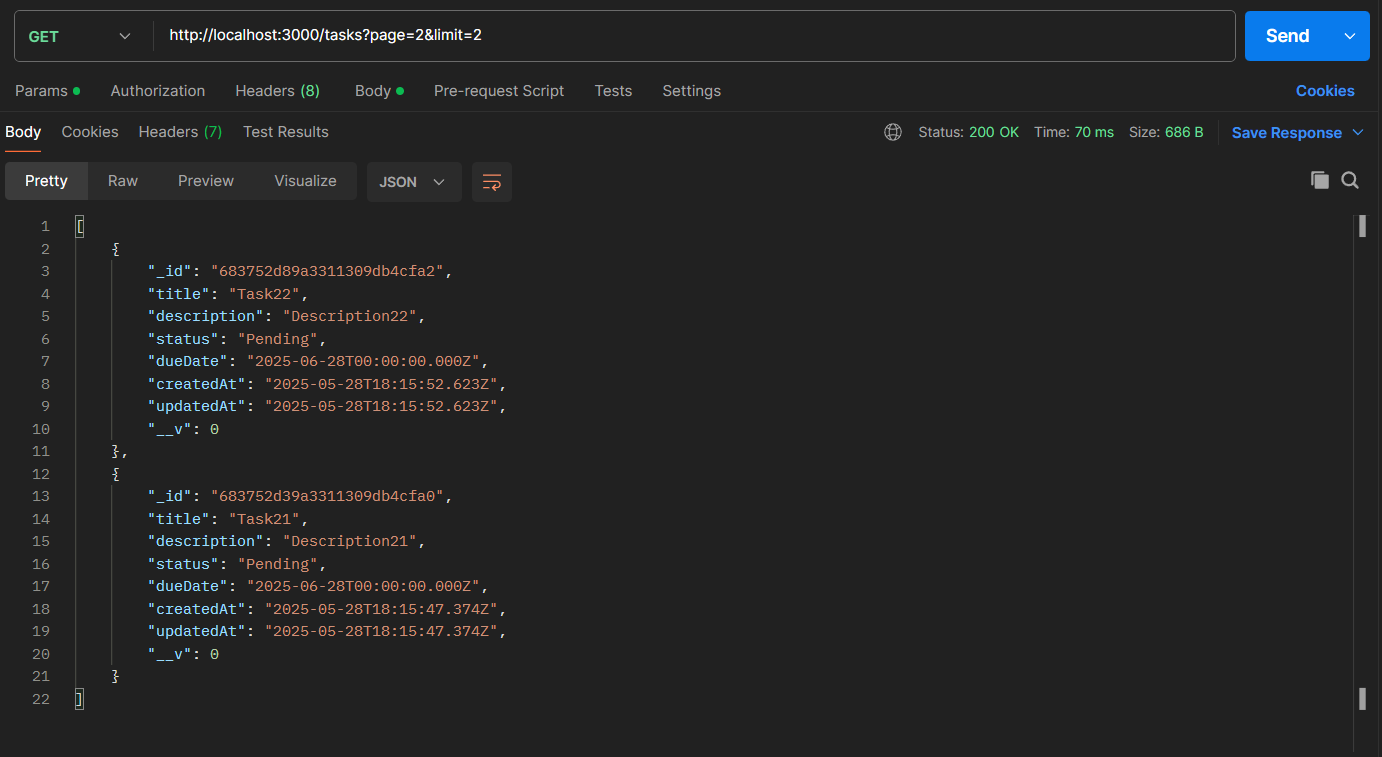 GET http://localhost:3000/tasks?page=2&limit=2 Send
Params Authorization Headers (8) Body Pre-request Script Tests Settings Cookies
Body Cookies Headers (7) Test Results Status: 200 OK Time: 70 ms Size: 686 B Save Response
Pretty Raw Preview Visualize JSON
1 [
2 {
3 "_id": "683752d89a3311309db4cfa2",
4 "title": "Task22",
5 "description": "Description22",
6 "status": "Pending",
7 "dueDate": "2025-06-28T00:00:00.000Z",
8 "createdAt": "2025-05-28T18:15:52.623Z",
9 "updatedAt": "2025-05-28T18:15:52.623Z",
10 "__v": 0
11 },
12 {
13 "_id": "683752d39a3311309db4cfa0",
14 "title": "Task21",
15 "description": "Description21",
16 "status": "Pending",
17 "dueDate": "2025-06-28T00:00:00.000Z",
18 "createdAt": "2025-05-28T18:15:47.374Z",
19 "updatedAt": "2025-05-28T18:15:47.374Z",
20 "__v": 0
21 }
22 ]